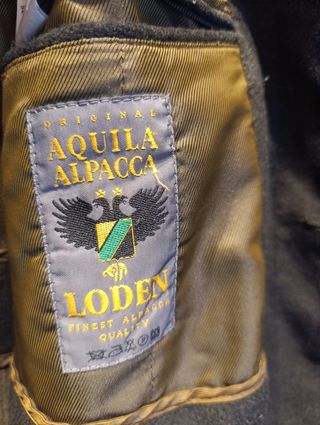 ORIGINAL
AQUILA
ALPACCA
LODEN
FINEST ALPACCA
QUALITY